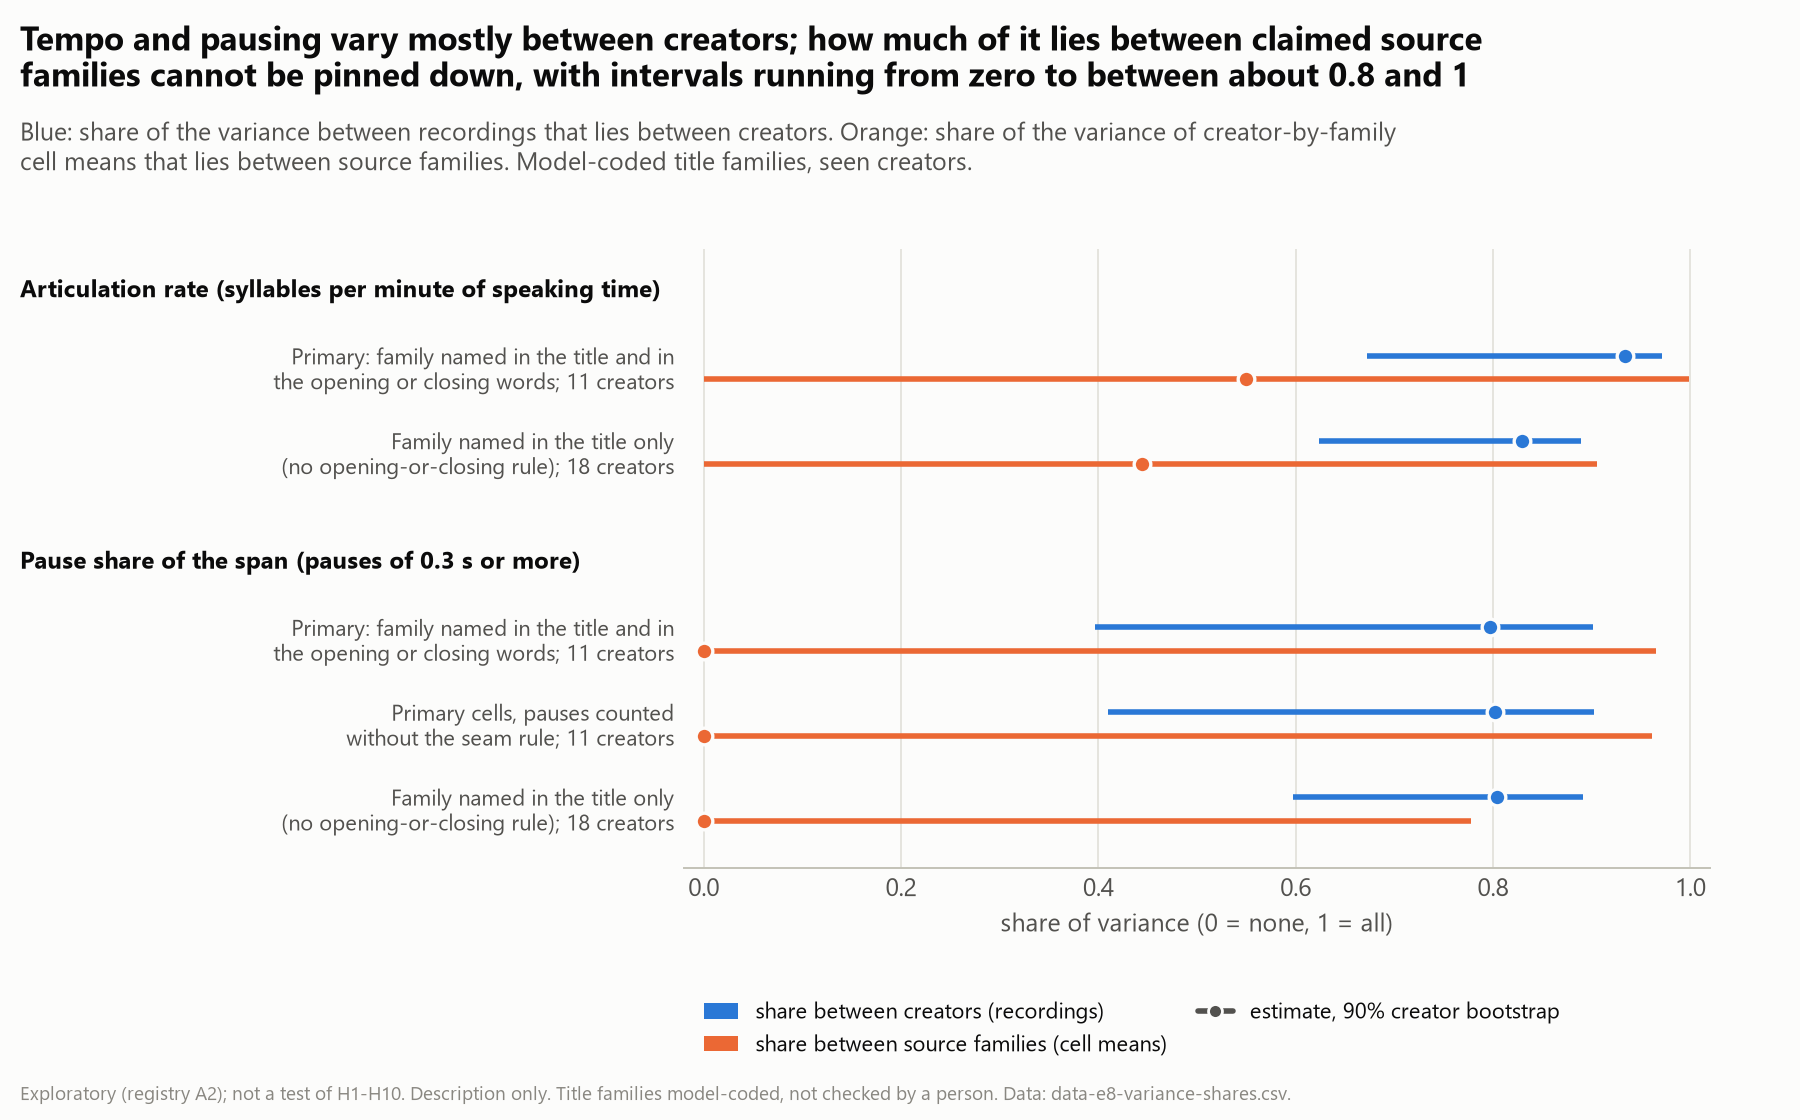 Tempo and pausing vary mostly between creators; how much of it lies between claimed source
families cannot be pinned down, with intervals running from zero to between about 0.8 and 1
Blue: share of the variance between recordings that lies between creators. Orange: share of the variance of creator-by-family
cell means that lies between source families. Model-coded title families, seen creators.
Articulation rate (syllables per minute of speaking time)
Primary: family named in the title and in
the opening or closing words; 11 creators
Family named in the title only
(no opening-or-closing rule); 18 creators
Pause share of the span (pauses of 0.3 s or more)
Primary: family named in the title and in
the opening or closing words; 11 creators
Primary cells, pauses counted
without the seam rule; 11 creators
Family named in the title only
(no opening-or-closing rule); 18 creators
0.0 0.2 0.4 0.6 0.8 1.0
share of variance (0 = none, 1 = all)
share between creators (recordings)
share between source families (cell means)
estimate, 90% creator bootstrap
Exploratory (registry A2); not a test of H1-H10. Description only. Title families model-coded, not checked by a person. Data: data-e8-variance-shares.csv.